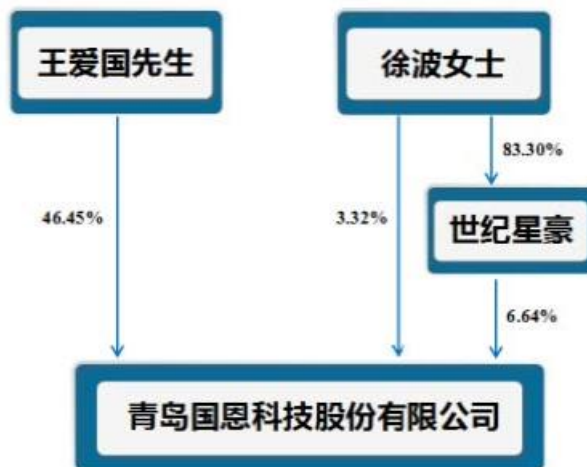 王爱国先生
徐波女士
83.30%
46.45%
3.32%
世纪星豪
6.64%
青岛国恩科技股份有限公司